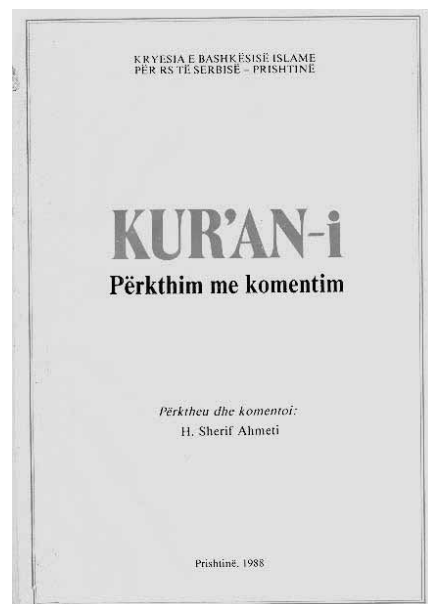 KRYESIA E BASHKËSISË ISLAME
PËR RS TË SERBISË – PRISHTINË
KUR’AN-i
Përkthim me komentim
Përktheu dhe komentoi:
H. Sherif Ahmeti
Prishtinë, 1988